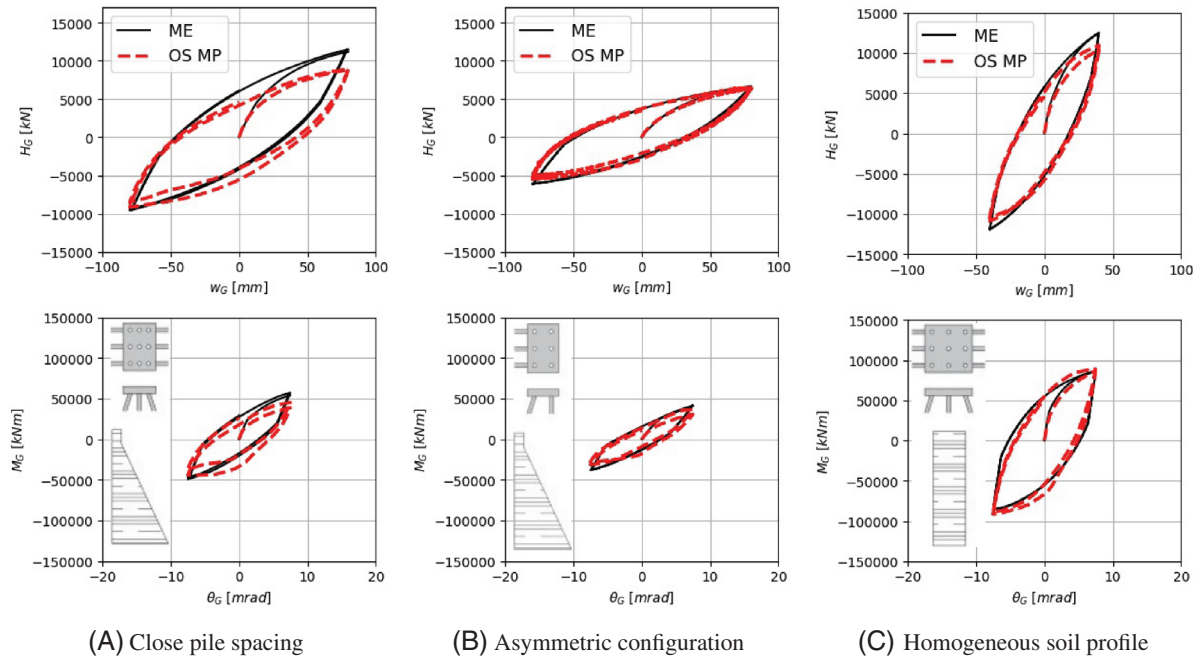 ME
OS MP
15000
10000
5000
0
−5000
−10000
−15000
H_G [kN]
−100 −50 0 50 100
w_G [mm]
ME
OS MP
15000
10000
5000
0
−5000
−10000
−15000
H_G [kN]
−100 −50 0 50 100
w_G [mm]
ME
OS MP
15000
10000
5000
0
−5000
−10000
−15000
H_G [kN]
−100 −50 0 50 100
w_G [mm]
150000
100000
50000
0
−50000
−100000
−150000
M_G [kNm]
−20 −10 0 10 20
θ_G [mrad]
150000
100000
50000
0
−50000
−100000
−150000
M_G [kNm]
−20 −10 0 10 20
θ_G [mrad]
150000
100000
50000
0
−50000
−100000
−150000
M_G [kNm]
−20 −10 0 10 20
θ_G [mrad]
(A) Close pile spacing
(B) Asymmetric configuration
(C) Homogeneous soil profile